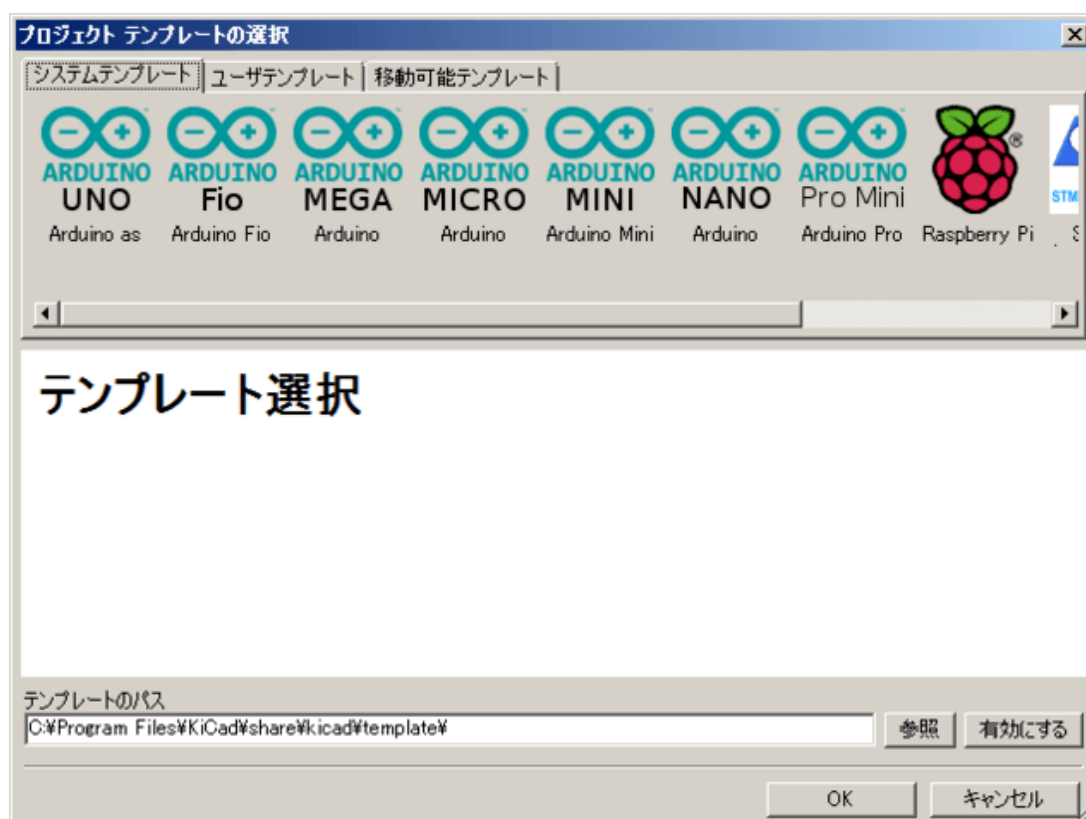 プロジェクト テンプレートの選択
システムテンプレート ユーザテンプレート 移動可能テンプレート
ARDUINO ARDUINO ARDUINO ARDUINO ARDUINO ARDUINO ARDUINO
UNO Fio MEGA MICRO MINI NANO Pro Mini STM
Arduino as Arduino Fio Arduino Arduino Arduino Mini Arduino Arduino Pro Raspberry Pi
テンプレート選択
テンプレートのパス
C:¥Program Files¥KiCad¥share¥kicad¥template¥ 参照 有効にする
OK キャンセル